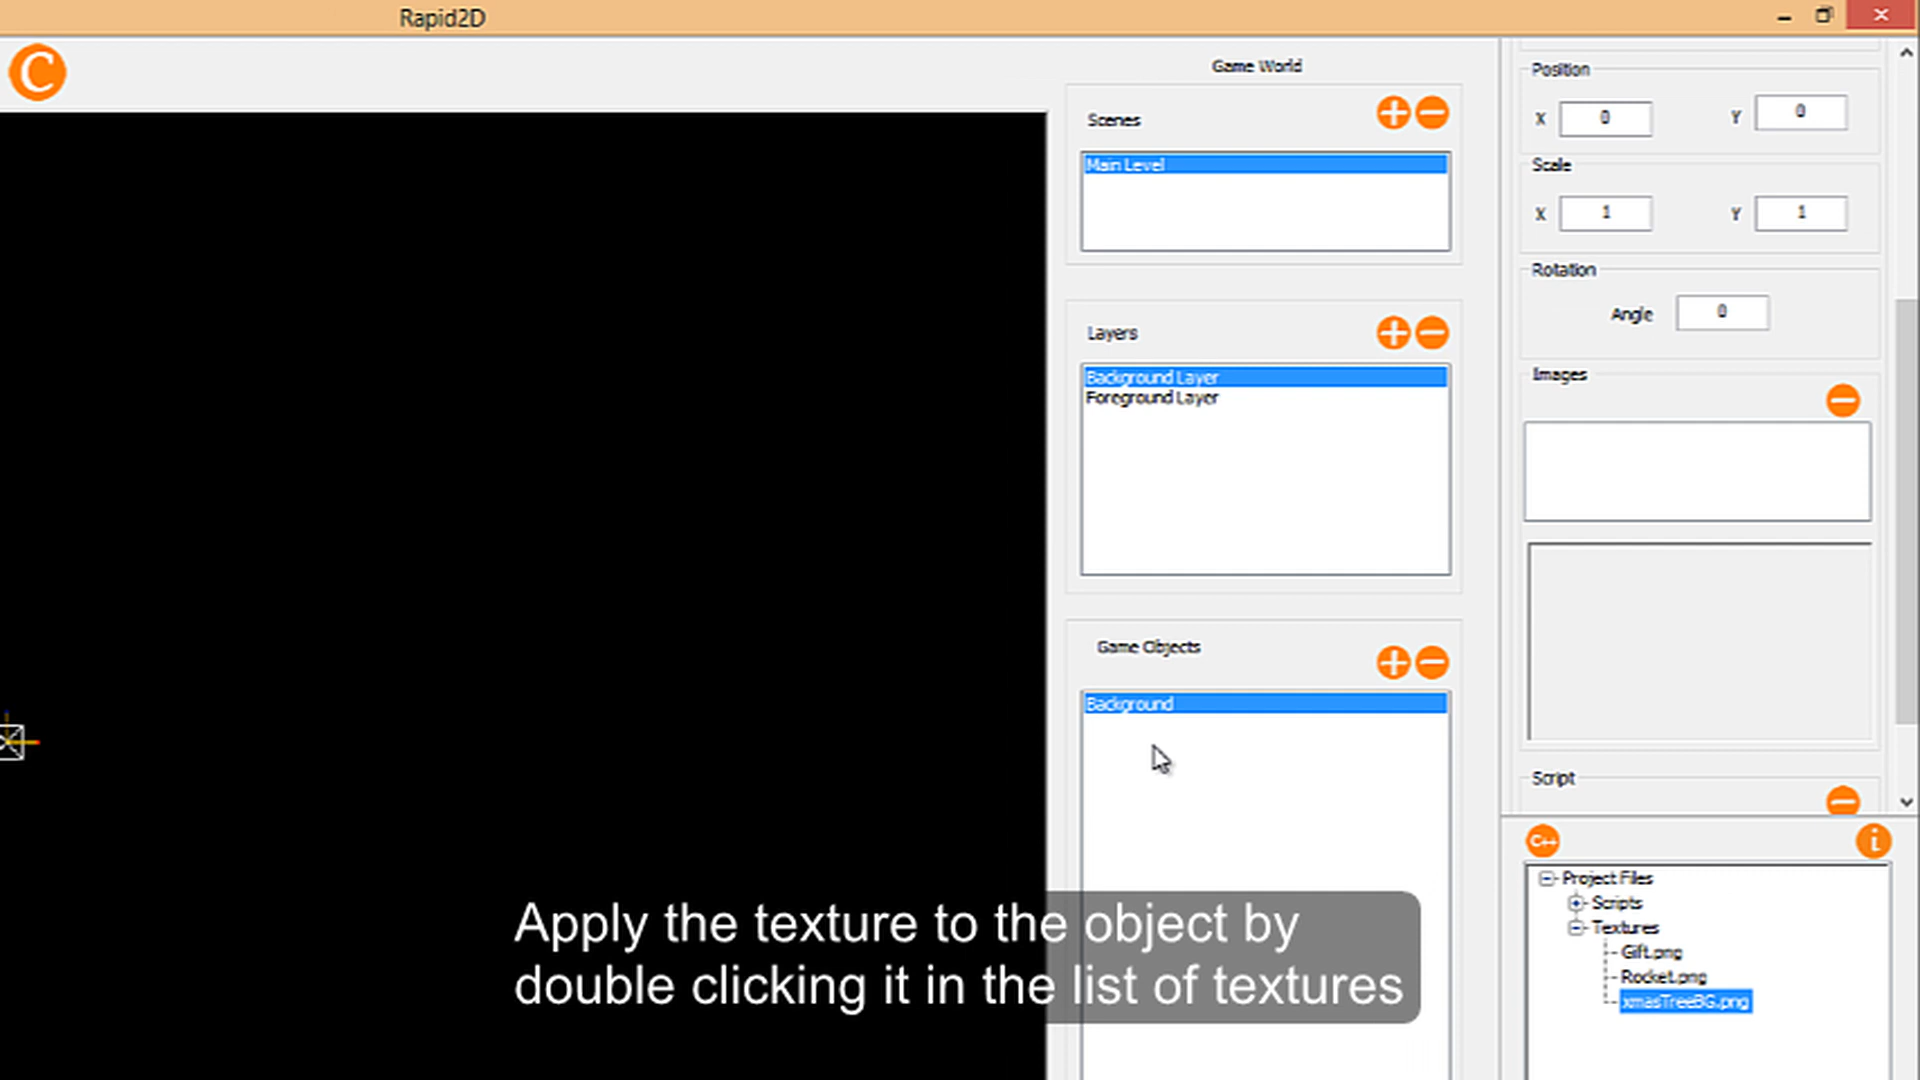 Rapid2D
C
Game World
Scenes
Main Level
Layers
Background Layer
Foreground Layer
Game Objects
Background
Position
X 0 Y 0
Scale
X 1 Y 1
Rotation
Angle 0
Images
Script
C++ i
Project Files
Scripts
Textures
Gift.png
Rocket.png
xmasTreeBG.png
Apply the texture to the object by
double clicking it in the list of textures